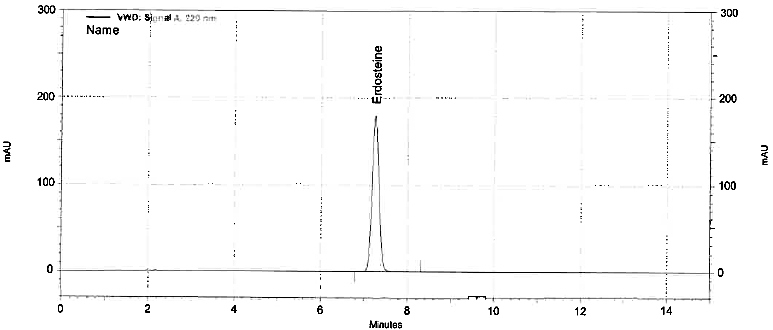 300
VWD: Signal A, 220 nm
Name
Erdosteine
300
200
200
mAU
mAU
100
100
0
0
0 2 4 6 8 10 12 14
Minutes